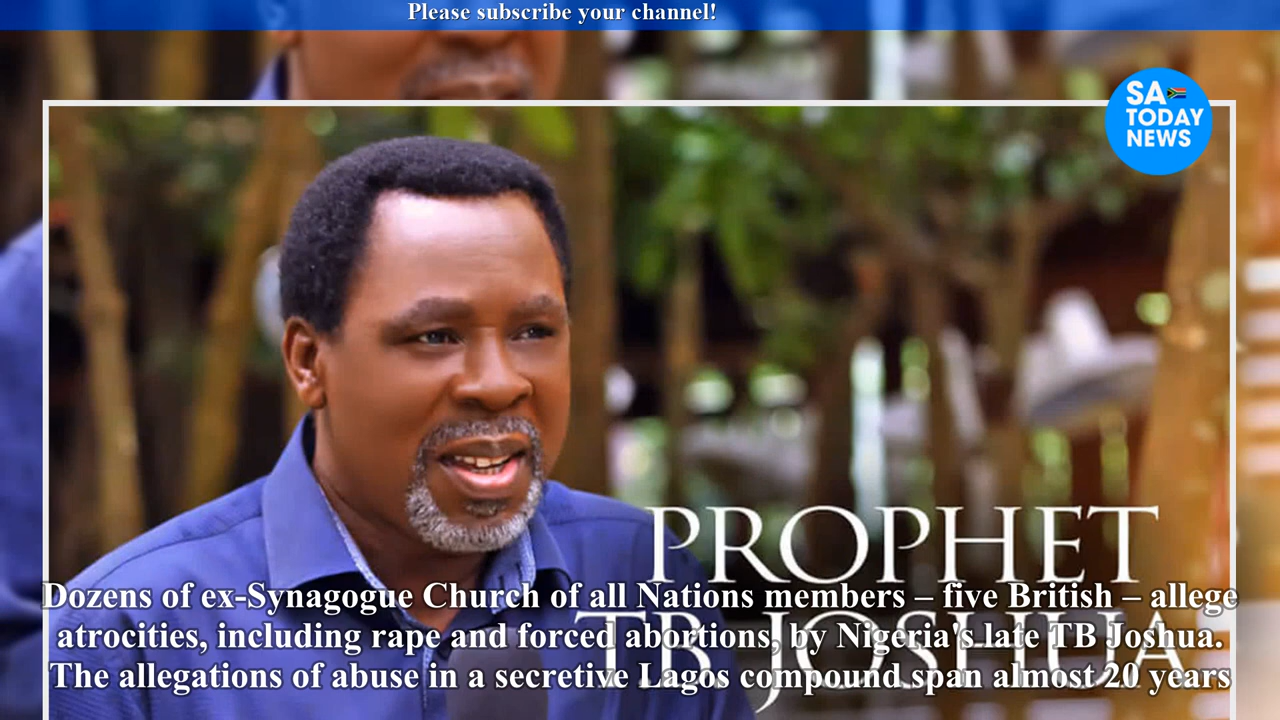 Please subscribe your channel!
SA
TODAY
NEWS
PROPHET
TB JOSHUA
Dozens of ex-Synagogue Church of all Nations members – five British – allege
atrocities, including rape and forced abortions, by Nigeria's late TB Joshua.
The allegations of abuse in a secretive Lagos compound span almost 20 years